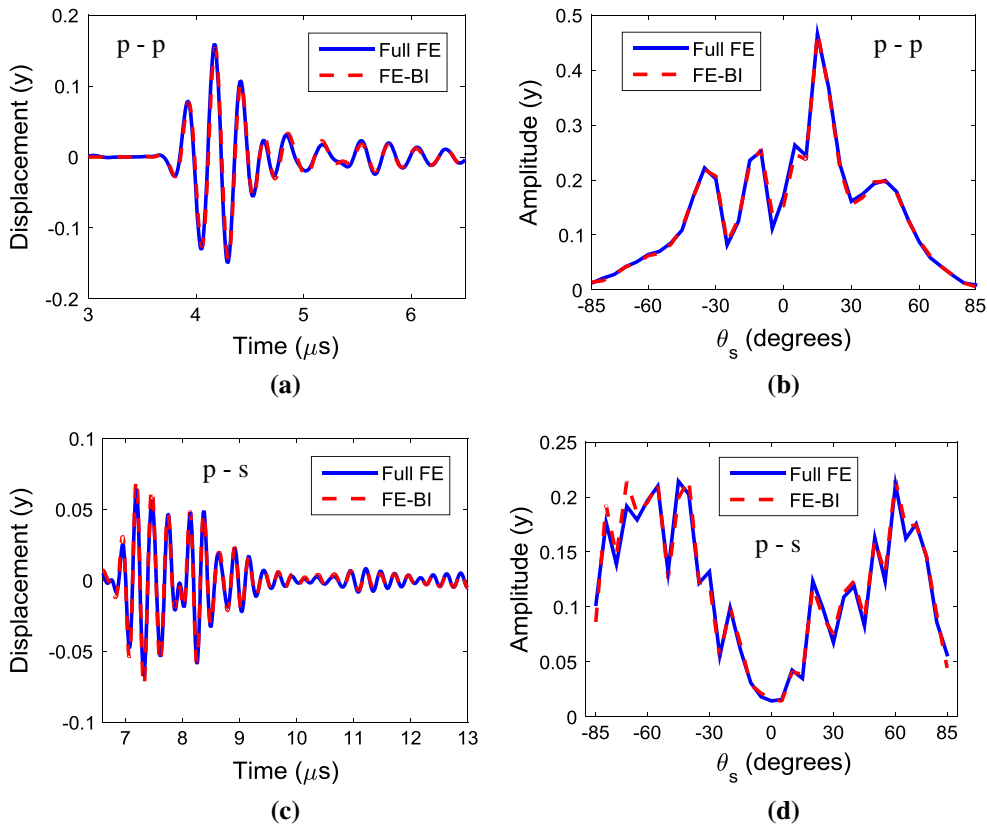 p - p
Full FE
FE-BI
Displacement (y)
0.2
0.1
0
-0.1
-0.2
3 4 5 6
Time (μs)
(a)
p - p
Full FE
FE-BI
Amplitude (y)
0.5
0.4
0.3
0.2
0.1
0
-85 -60 -30 0 30 60 85
θs (degrees)
(b)
p - s
Full FE
FE-BI
Displacement (y)
0.1
0.05
0
-0.05
-0.1
7 8 9 10 11 12 13
Time (μs)
(c)
p - s
Full FE
FE-BI
Amplitude (y)
0.25
0.2
0.15
0.1
0.05
0
-85 -60 -30 0 30 60 85
θs (degrees)
(d)